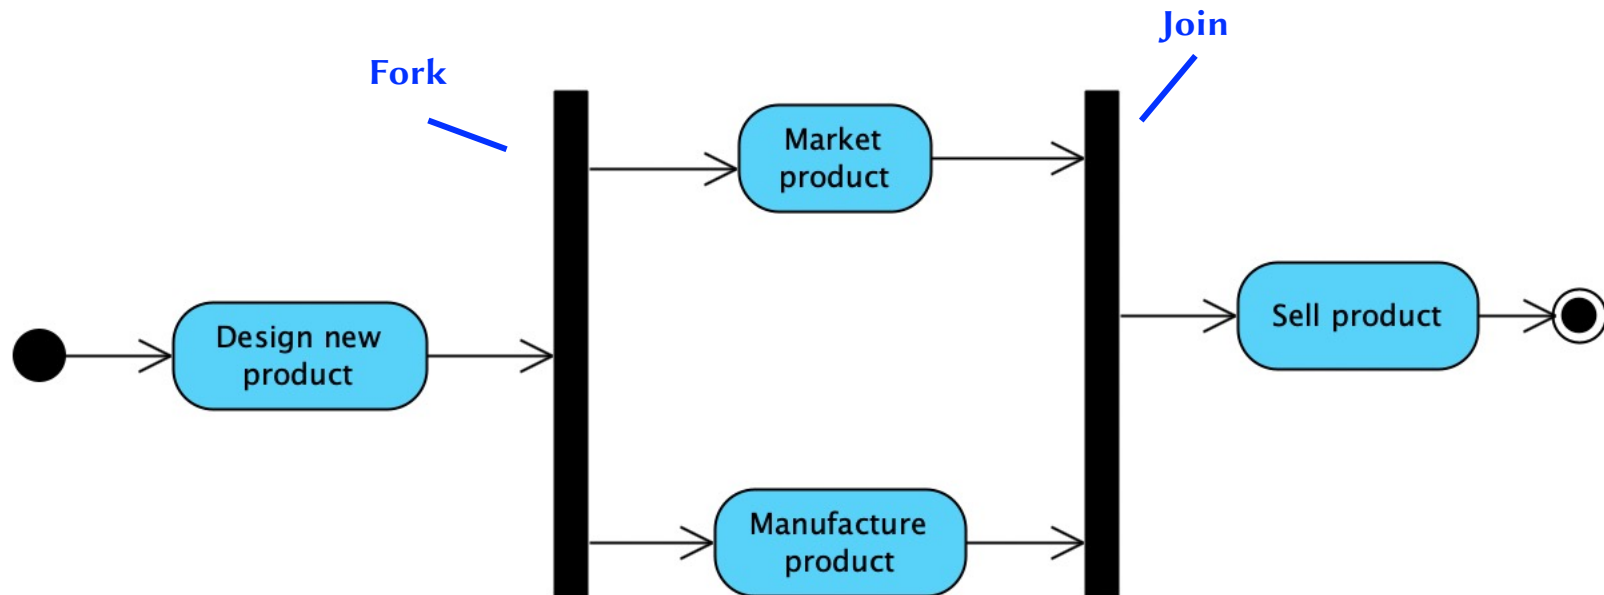 Join
Fork
Market
product
Design new
product
Sell product
Manufacture
product